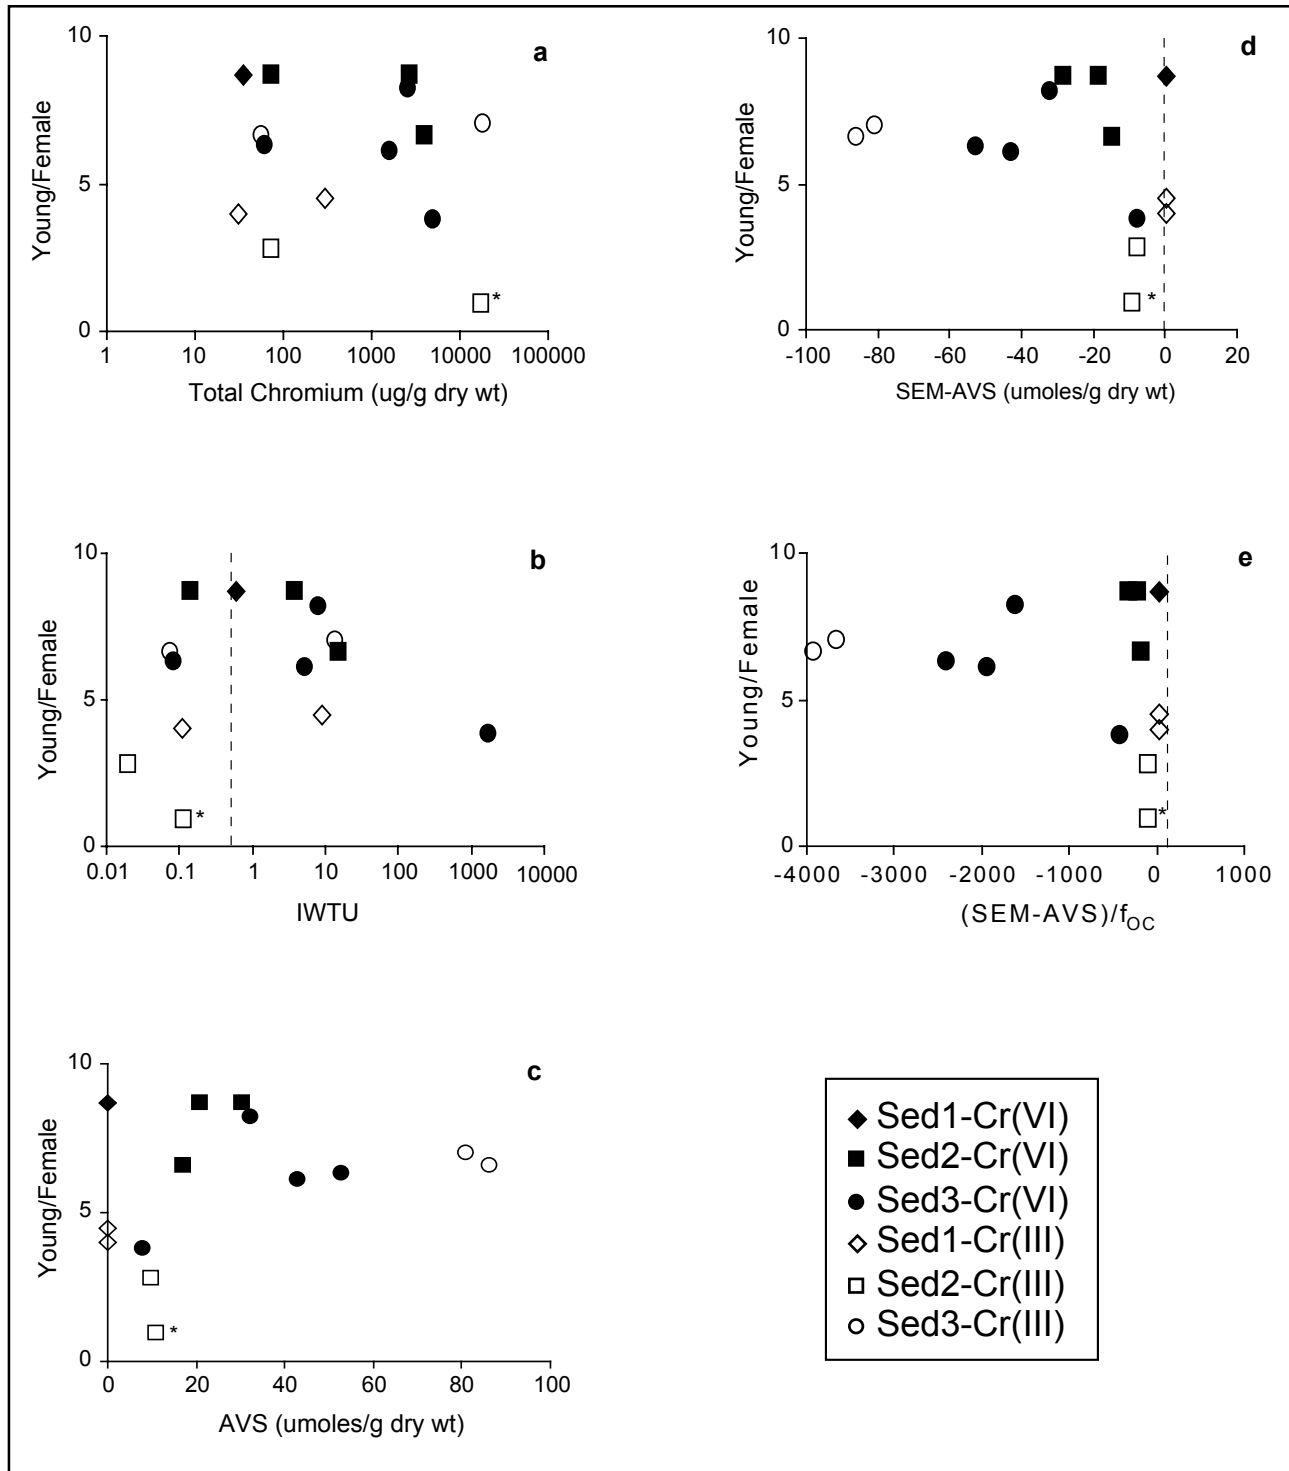 a
10
5
0
Young/Female
*
1
10
100
1000
10000
100000
Total Chromium (ug/g dry wt)
d
10
5
0
Young/Female
*
-100
-80
-60
-40
-20
0
20
SEM-AVS (umoles/g dry wt)
b
10
5
0
Young/Female
*
0.01
0.1
1
10
100
1000
10000
IWTU
e
10
5
0
Young/Female
*
-4000
-3000
-2000
-1000
0
1000
(SEM-AVS)/fOC
c
10
5
0
Young/Female
*
0
20
40
60
80
100
AVS (umoles/g dry wt)
Sed1-Cr(VI)
Sed2-Cr(VI)
Sed3-Cr(VI)
Sed1-Cr(III)
Sed2-Cr(III)
Sed3-Cr(III)